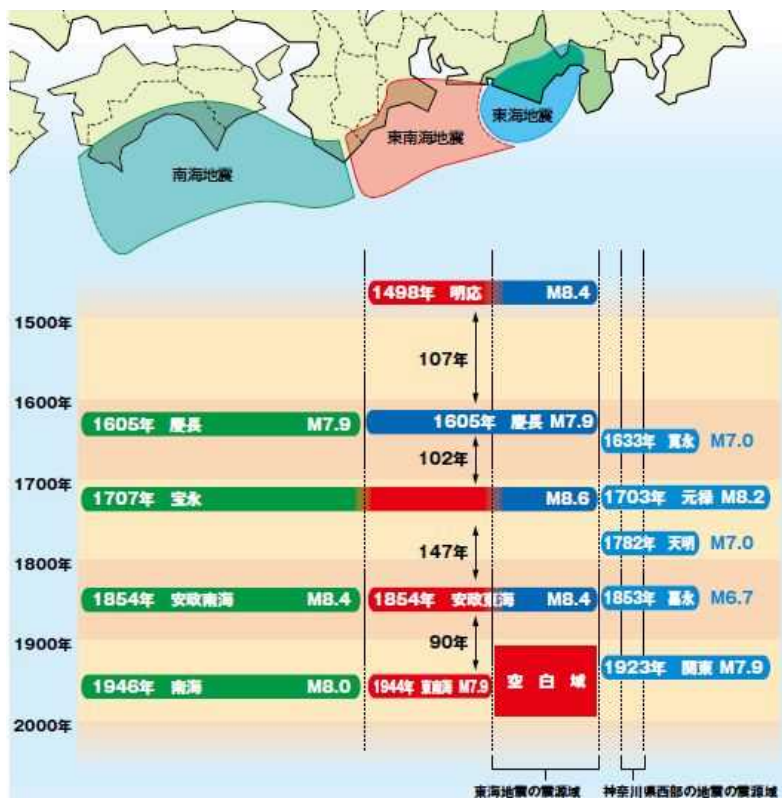 南海地震
東南海地震
東海地震
1498年 明応 M8.4
1500年
107年
1600年
1605年 慶長 M7.9
1605年 慶長 M7.9
1633年 寛永 M7.0
102年
1700年
1707年 宝永 M8.6
1703年 元禄 M8.2
147年
1782年 天明 M7.0
1800年
1854年 安政南海 M8.4
1854年 安政東海 M8.4
1853年 嘉永 M6.7
1900年
90年
1923年 関東 M7.9
1946年 南海 M8.0
1944年 東南海 M7.9
空白域
2000年
東海地震の震源域
神奈川県西部の地震の震源域